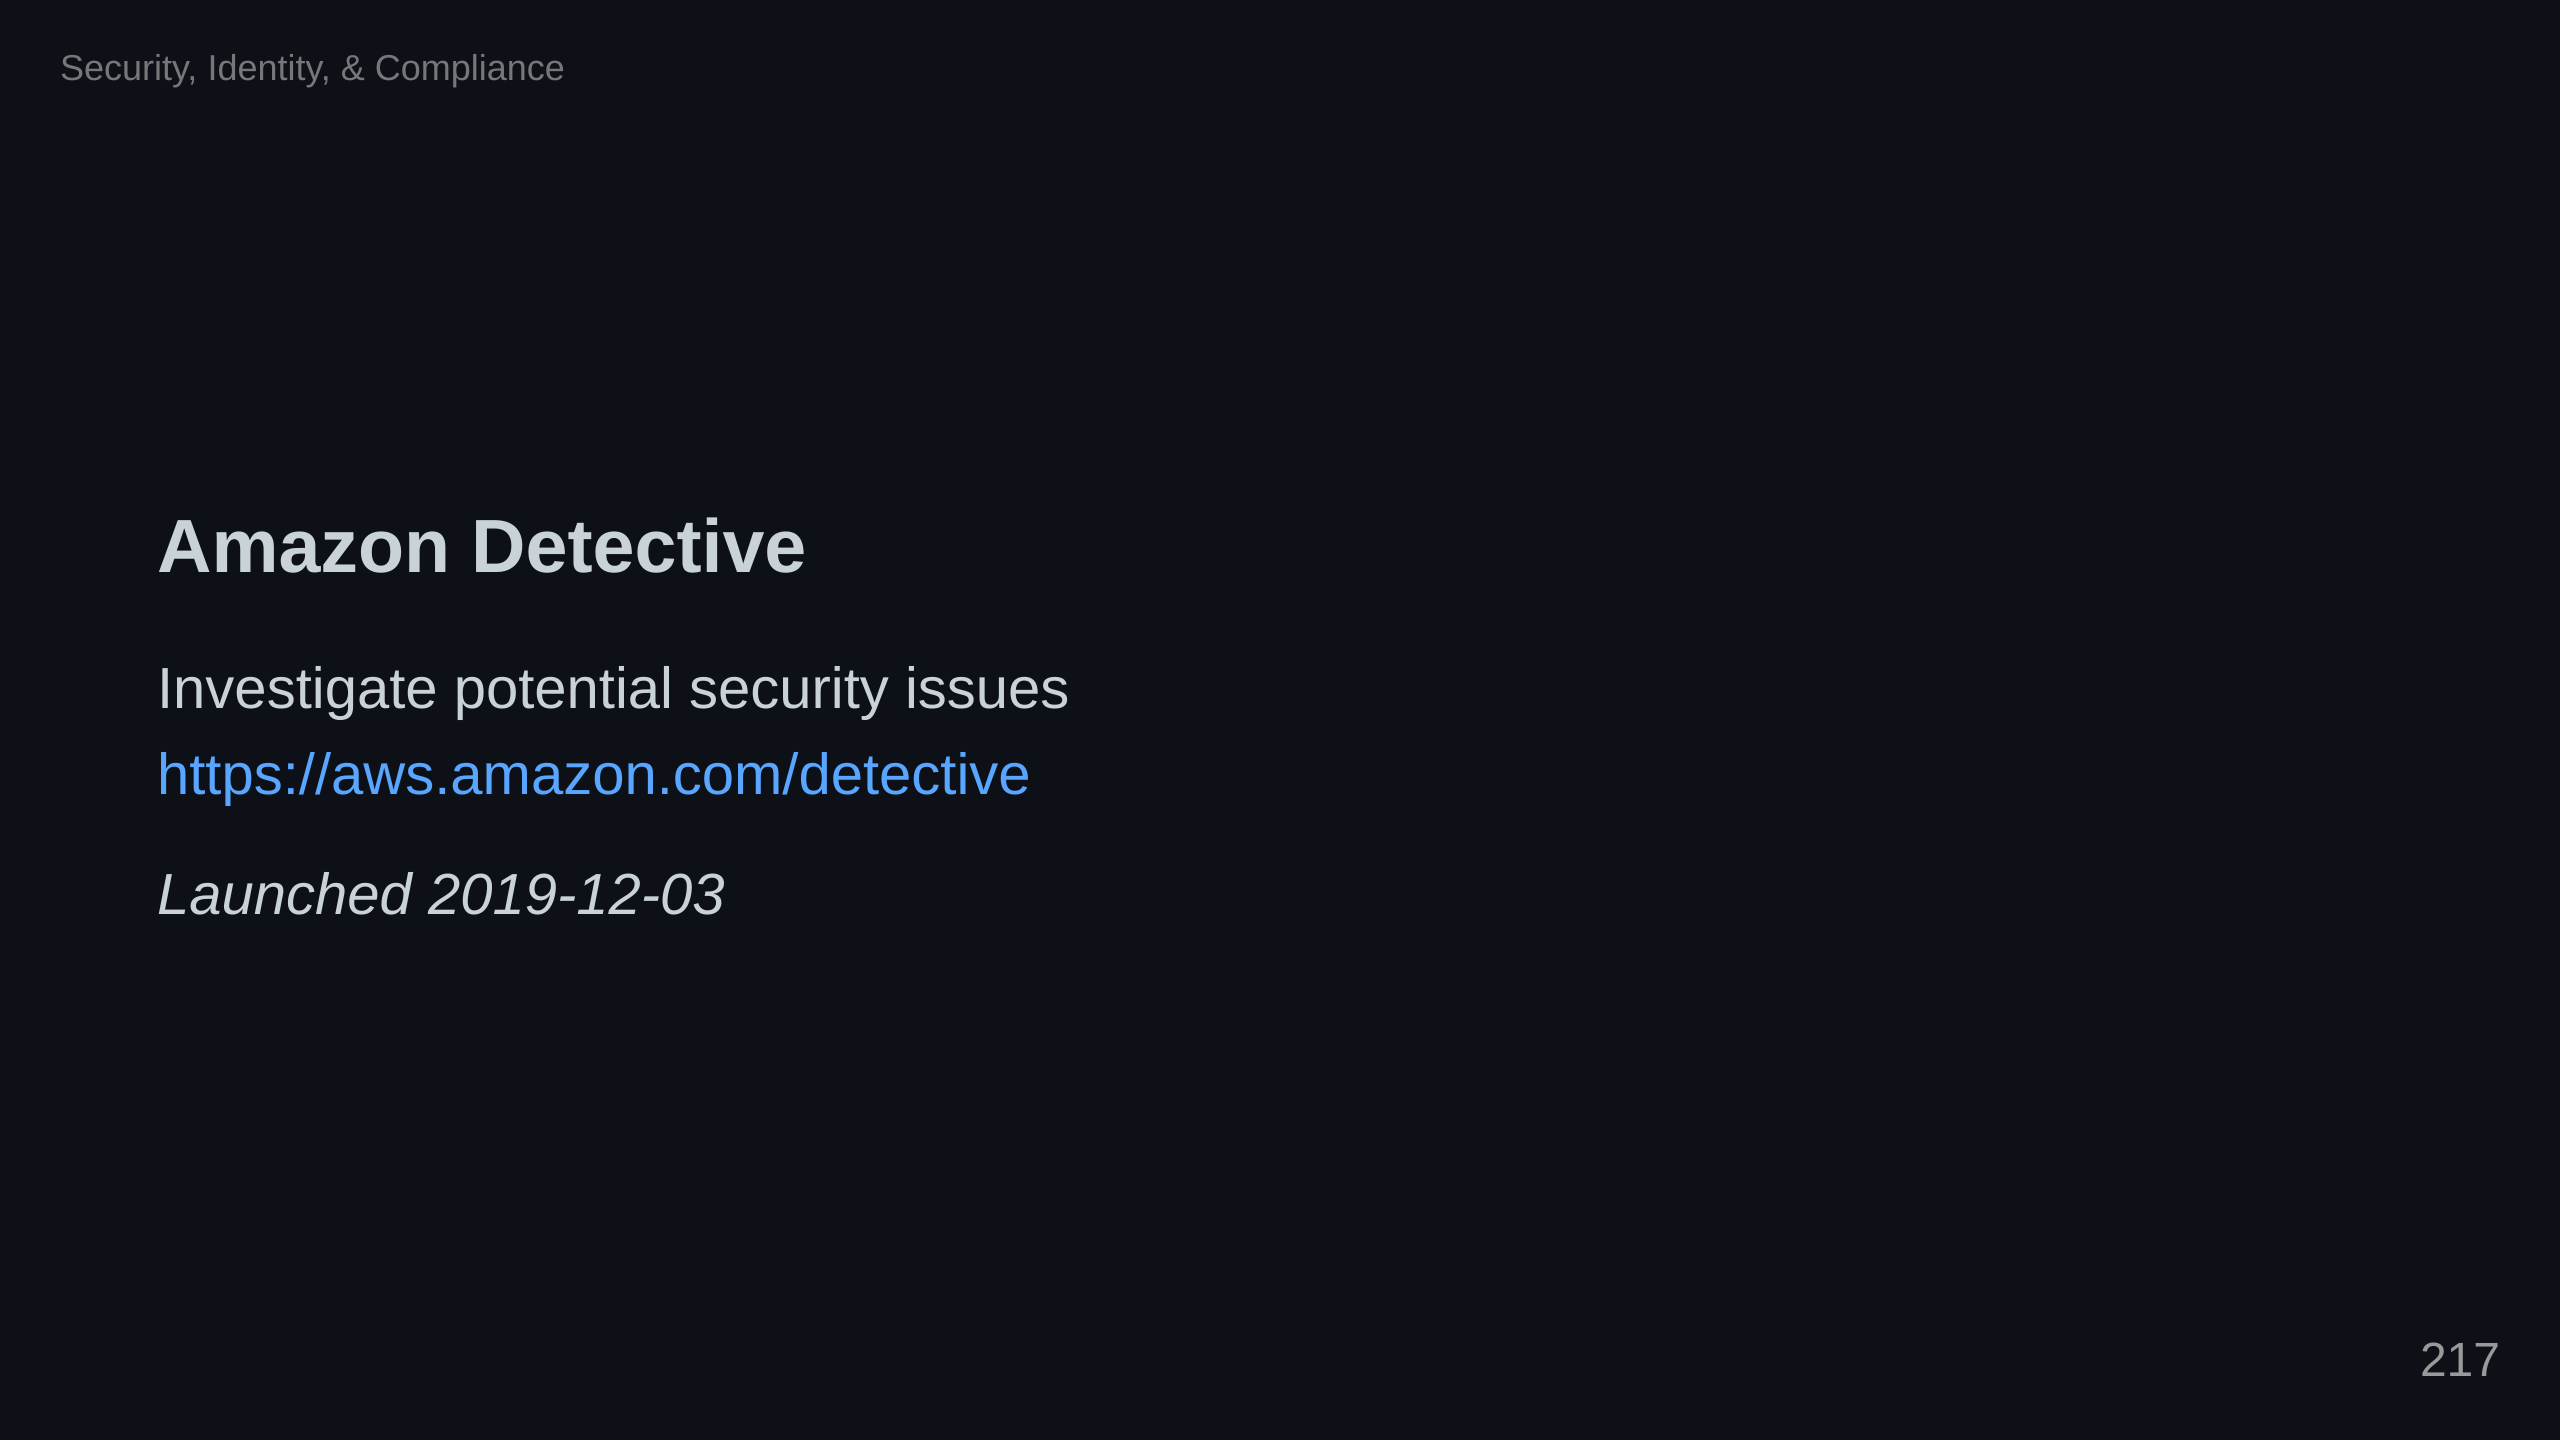 Security, Identity, & Compliance
Amazon Detective
Investigate potential security issues
https://aws.amazon.com/detective
Launched 2019-12-03
217